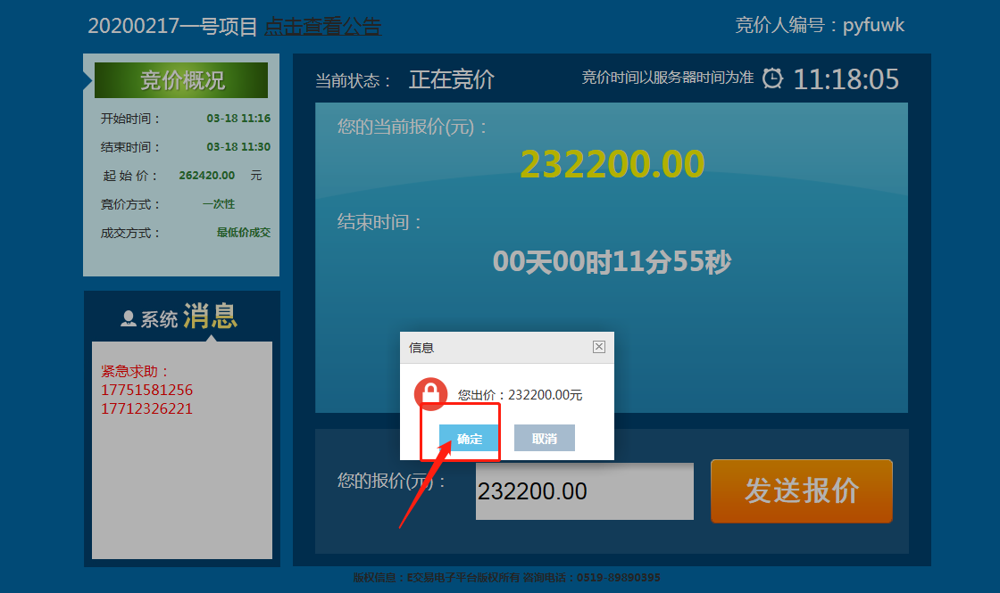 20200217一号项目 点击查看公告
竞价人编号：pyfuwk
竞价概况
开始时间： 03-18 11:16
结束时间： 03-18 11:30
起 始 价： 262420.00 元
竞价方式： 一次性
成交方式： 最低价成交
系统 消息
紧急求助：
17751581256
17712326221
当前状态： 正在竞价
竞价时间以服务器时间为准 11:18:05
您的当前报价(元)：
232200.00
结束时间：
00天00时11分55秒
信息
您出价：232200.00元
确定 取消
您的报价(元)： 232200.00 发送报价
版权信息：E交易电子平台版权所有 咨询电话：0519-89890395